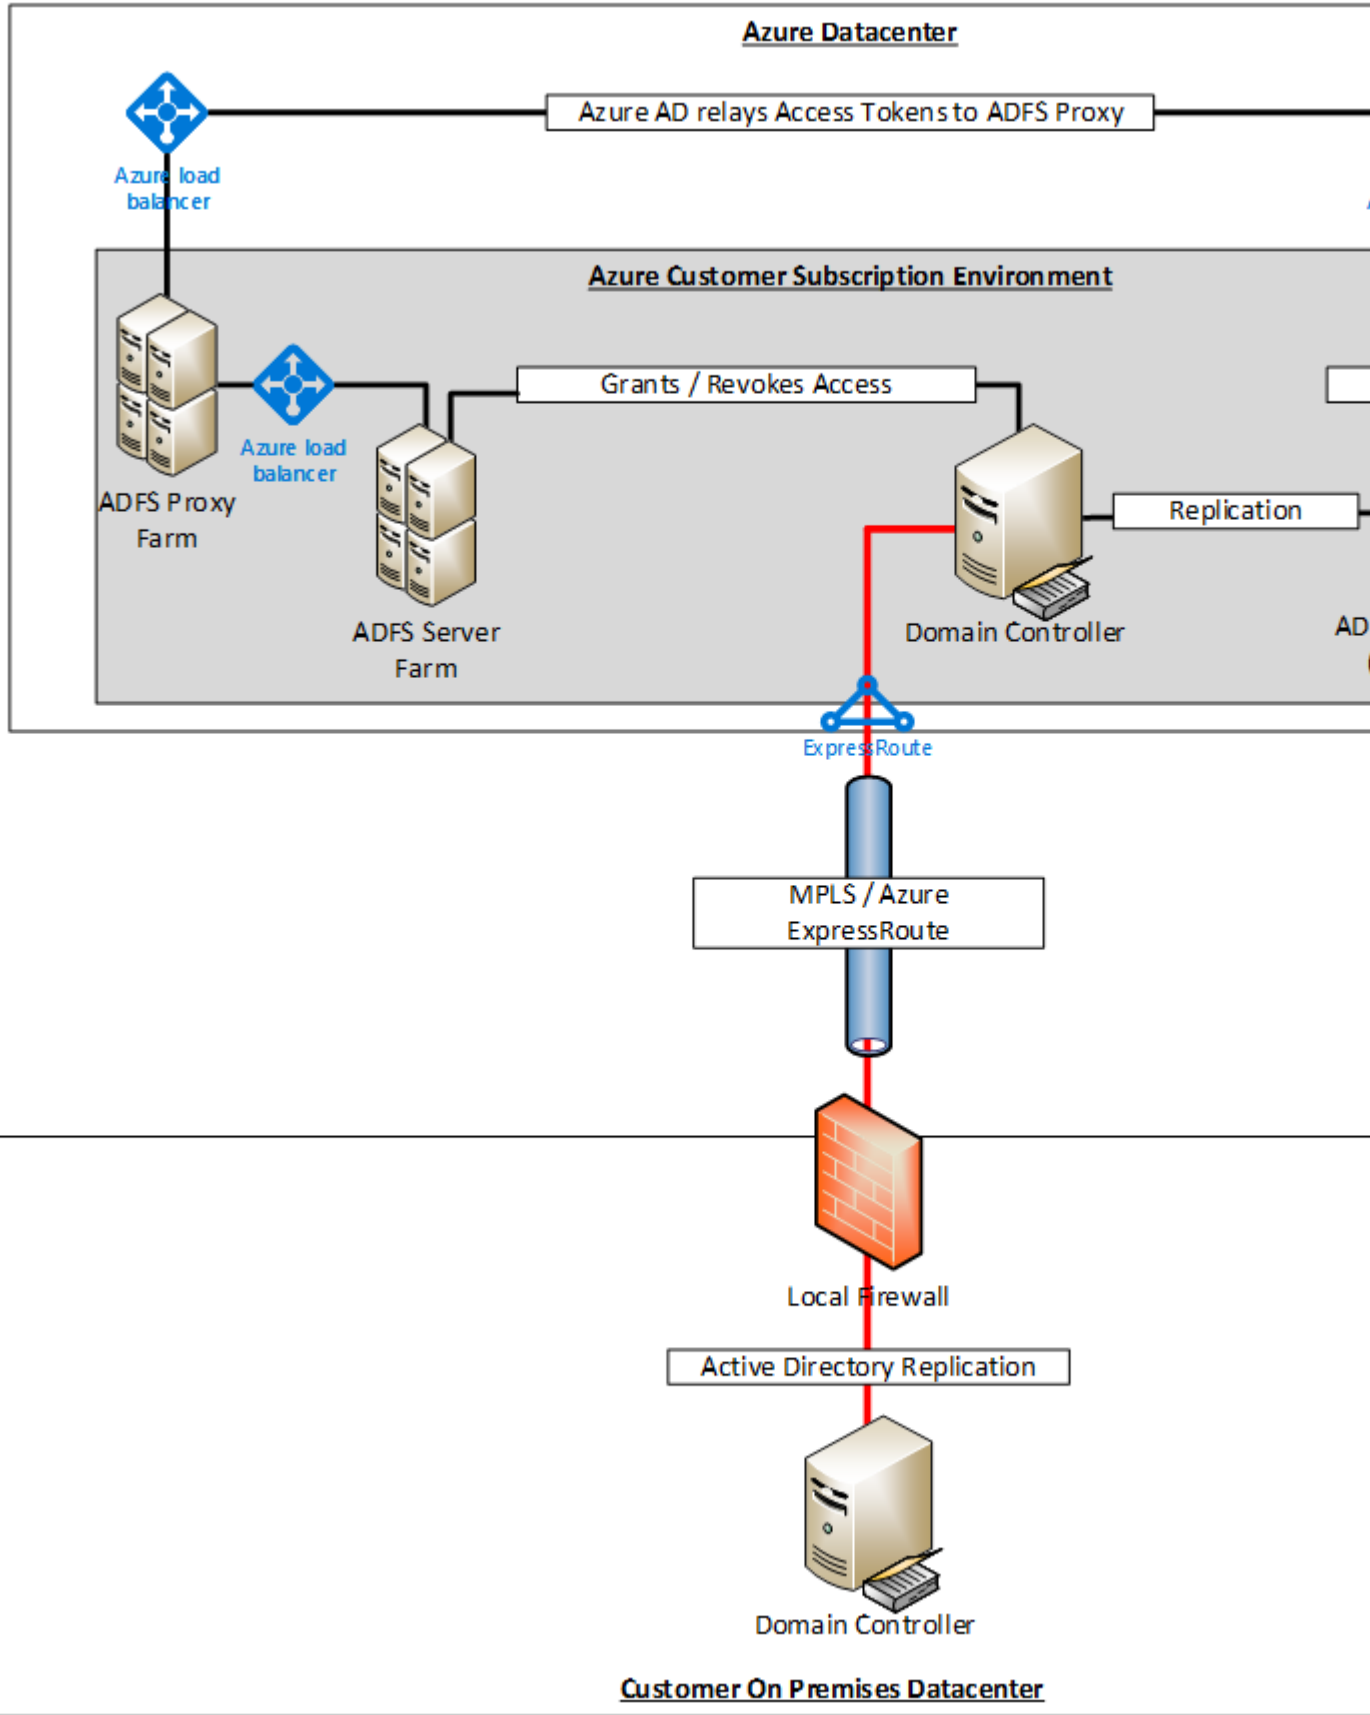 Azure Datacenter
Azure AD relays Access Tokens to ADFS Proxy
Azure load
balancer
Azure Customer Subscription Environment
Grants / Revokes Access
Azure load
balancer
ADFS Proxy
Farm
Replication
ADFS Server
Farm
Domain Controller
AD
ExpressRoute
MPLS / Azure
ExpressRoute
Local Firewall
Active Directory Replication
Domain Controller
Customer On Premises Datacenter